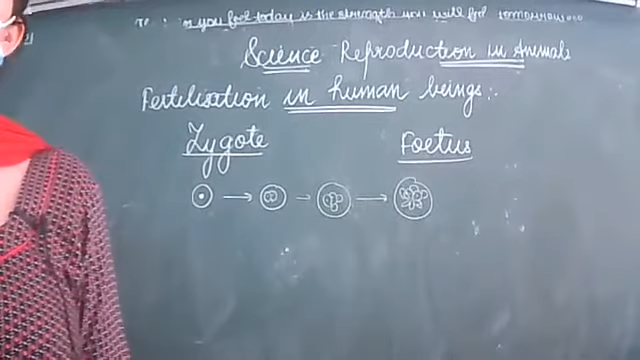 you feel today is the strength you will feel tomorrow...
Science Reproduction in Animals
Fertilisation in human beings:.
Zygote Foetus